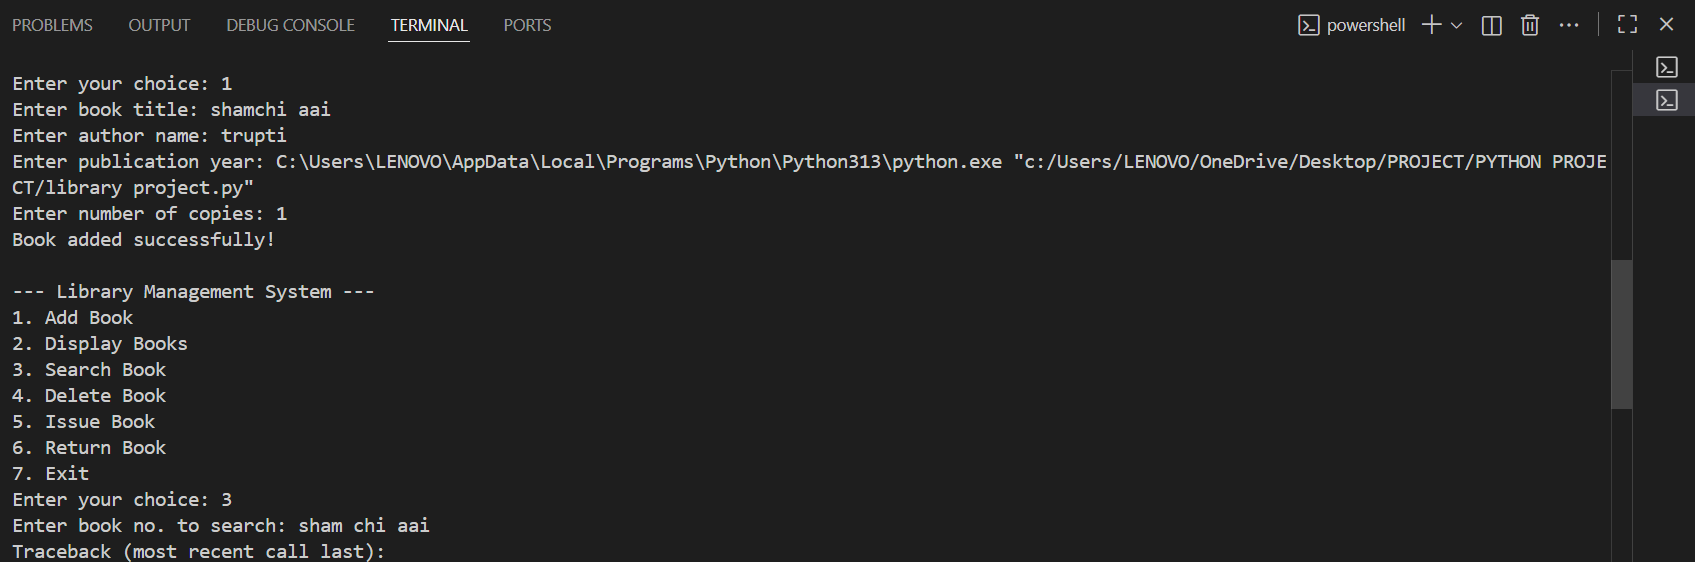 PROBLEMS OUTPUT DEBUG CONSOLE TERMINAL PORTS powershell
Enter your choice: 1
Enter book title: shamchi aai
Enter author name: trupti
Enter publication year: C:\Users\LENOVO\AppData\Local\Programs\Python\Python313\python.exe "c:/Users/LENOVO/OneDrive/Desktop/PROJECT/PYTHON PROJE
CT/library project.py"
Enter number of copies: 1
Book added successfully!
--- Library Management System ---
1. Add Book
2. Display Books
3. Search Book
4. Delete Book
5. Issue Book
6. Return Book
7. Exit
Enter your choice: 3
Enter book no. to search: sham chi aai
Traceback (most recent call last):